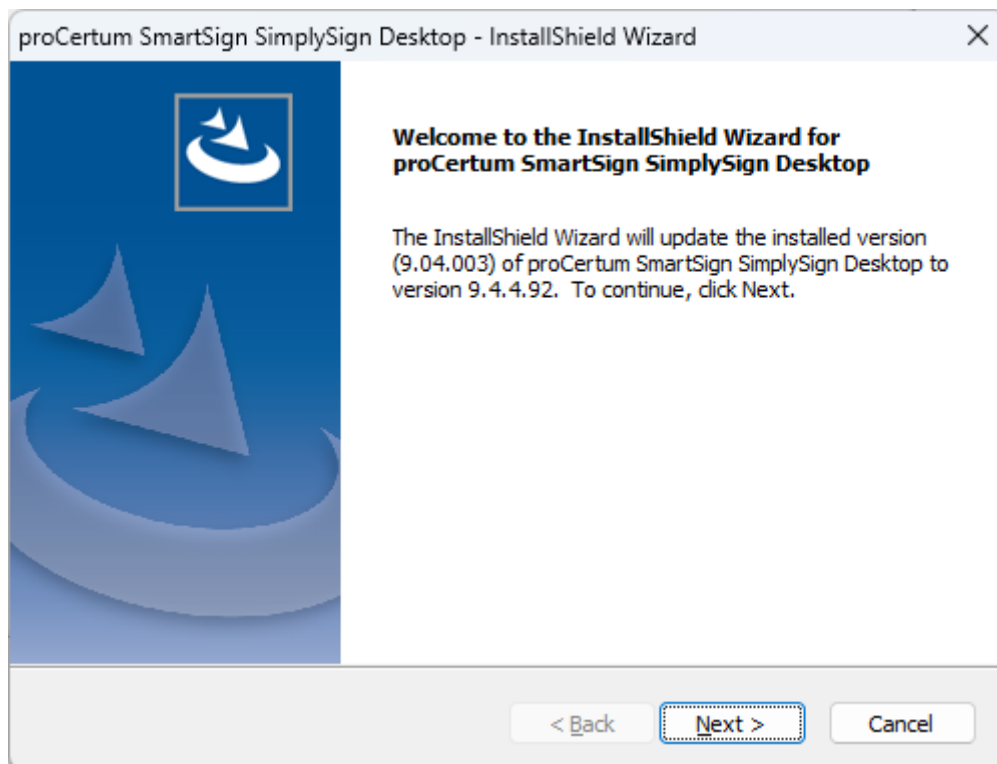 proCertum SmartSign SimplySign Desktop - InstallShield Wizard
Welcome to the InstallShield Wizard for
proCertum SmartSign SimplySign Desktop
The InstallShield Wizard will update the installed version
(9.04.003) of proCertum SmartSign SimplySign Desktop to
version 9.4.4.92. To continue, click Next.
< Back Next > Cancel